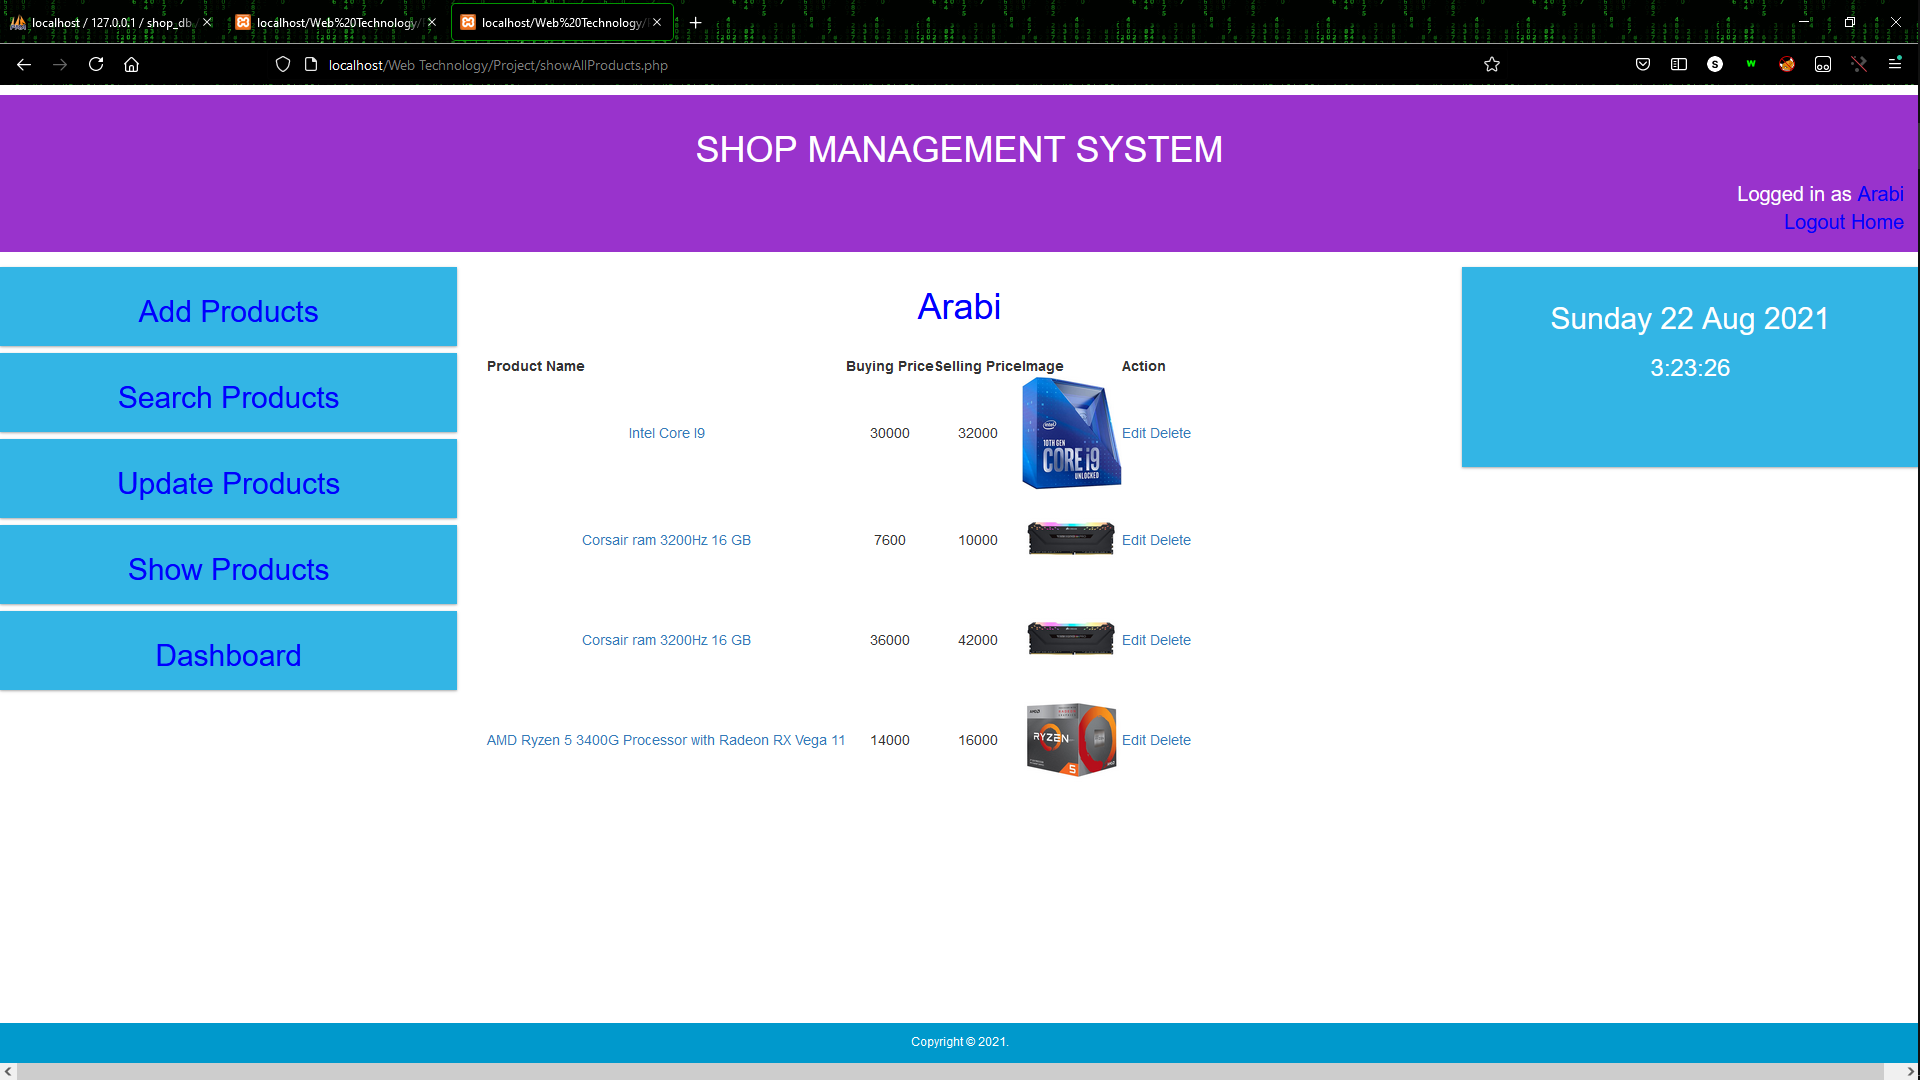 localhost / 127.0.0.1 / shop_db
localhost/Web%20Technology/
localhost/Web%20Technology/
localhost/Web Technology/Project/showAllProducts.php
SHOP MANAGEMENT SYSTEM
Logged in as Arabi
Logout Home
Add Products
Search Products
Update Products
Show Products
Dashboard
Arabi
Product Name Buying Price Selling Price Image Action
Intel Core I9 30000 32000 Edit Delete
intel
10TH GEN
CORE i9
UNLOCKED
Corsair ram 3200Hz 16 GB 7600 10000 Edit Delete
Corsair ram 3200Hz 16 GB 36000 42000 Edit Delete
AMD Ryzen 5 3400G Processor with Radeon RX Vega 11 14000 16000 Edit Delete
AMD
RYZEN
5
Sunday 22 Aug 2021
3:23:26
Copyright © 2021.